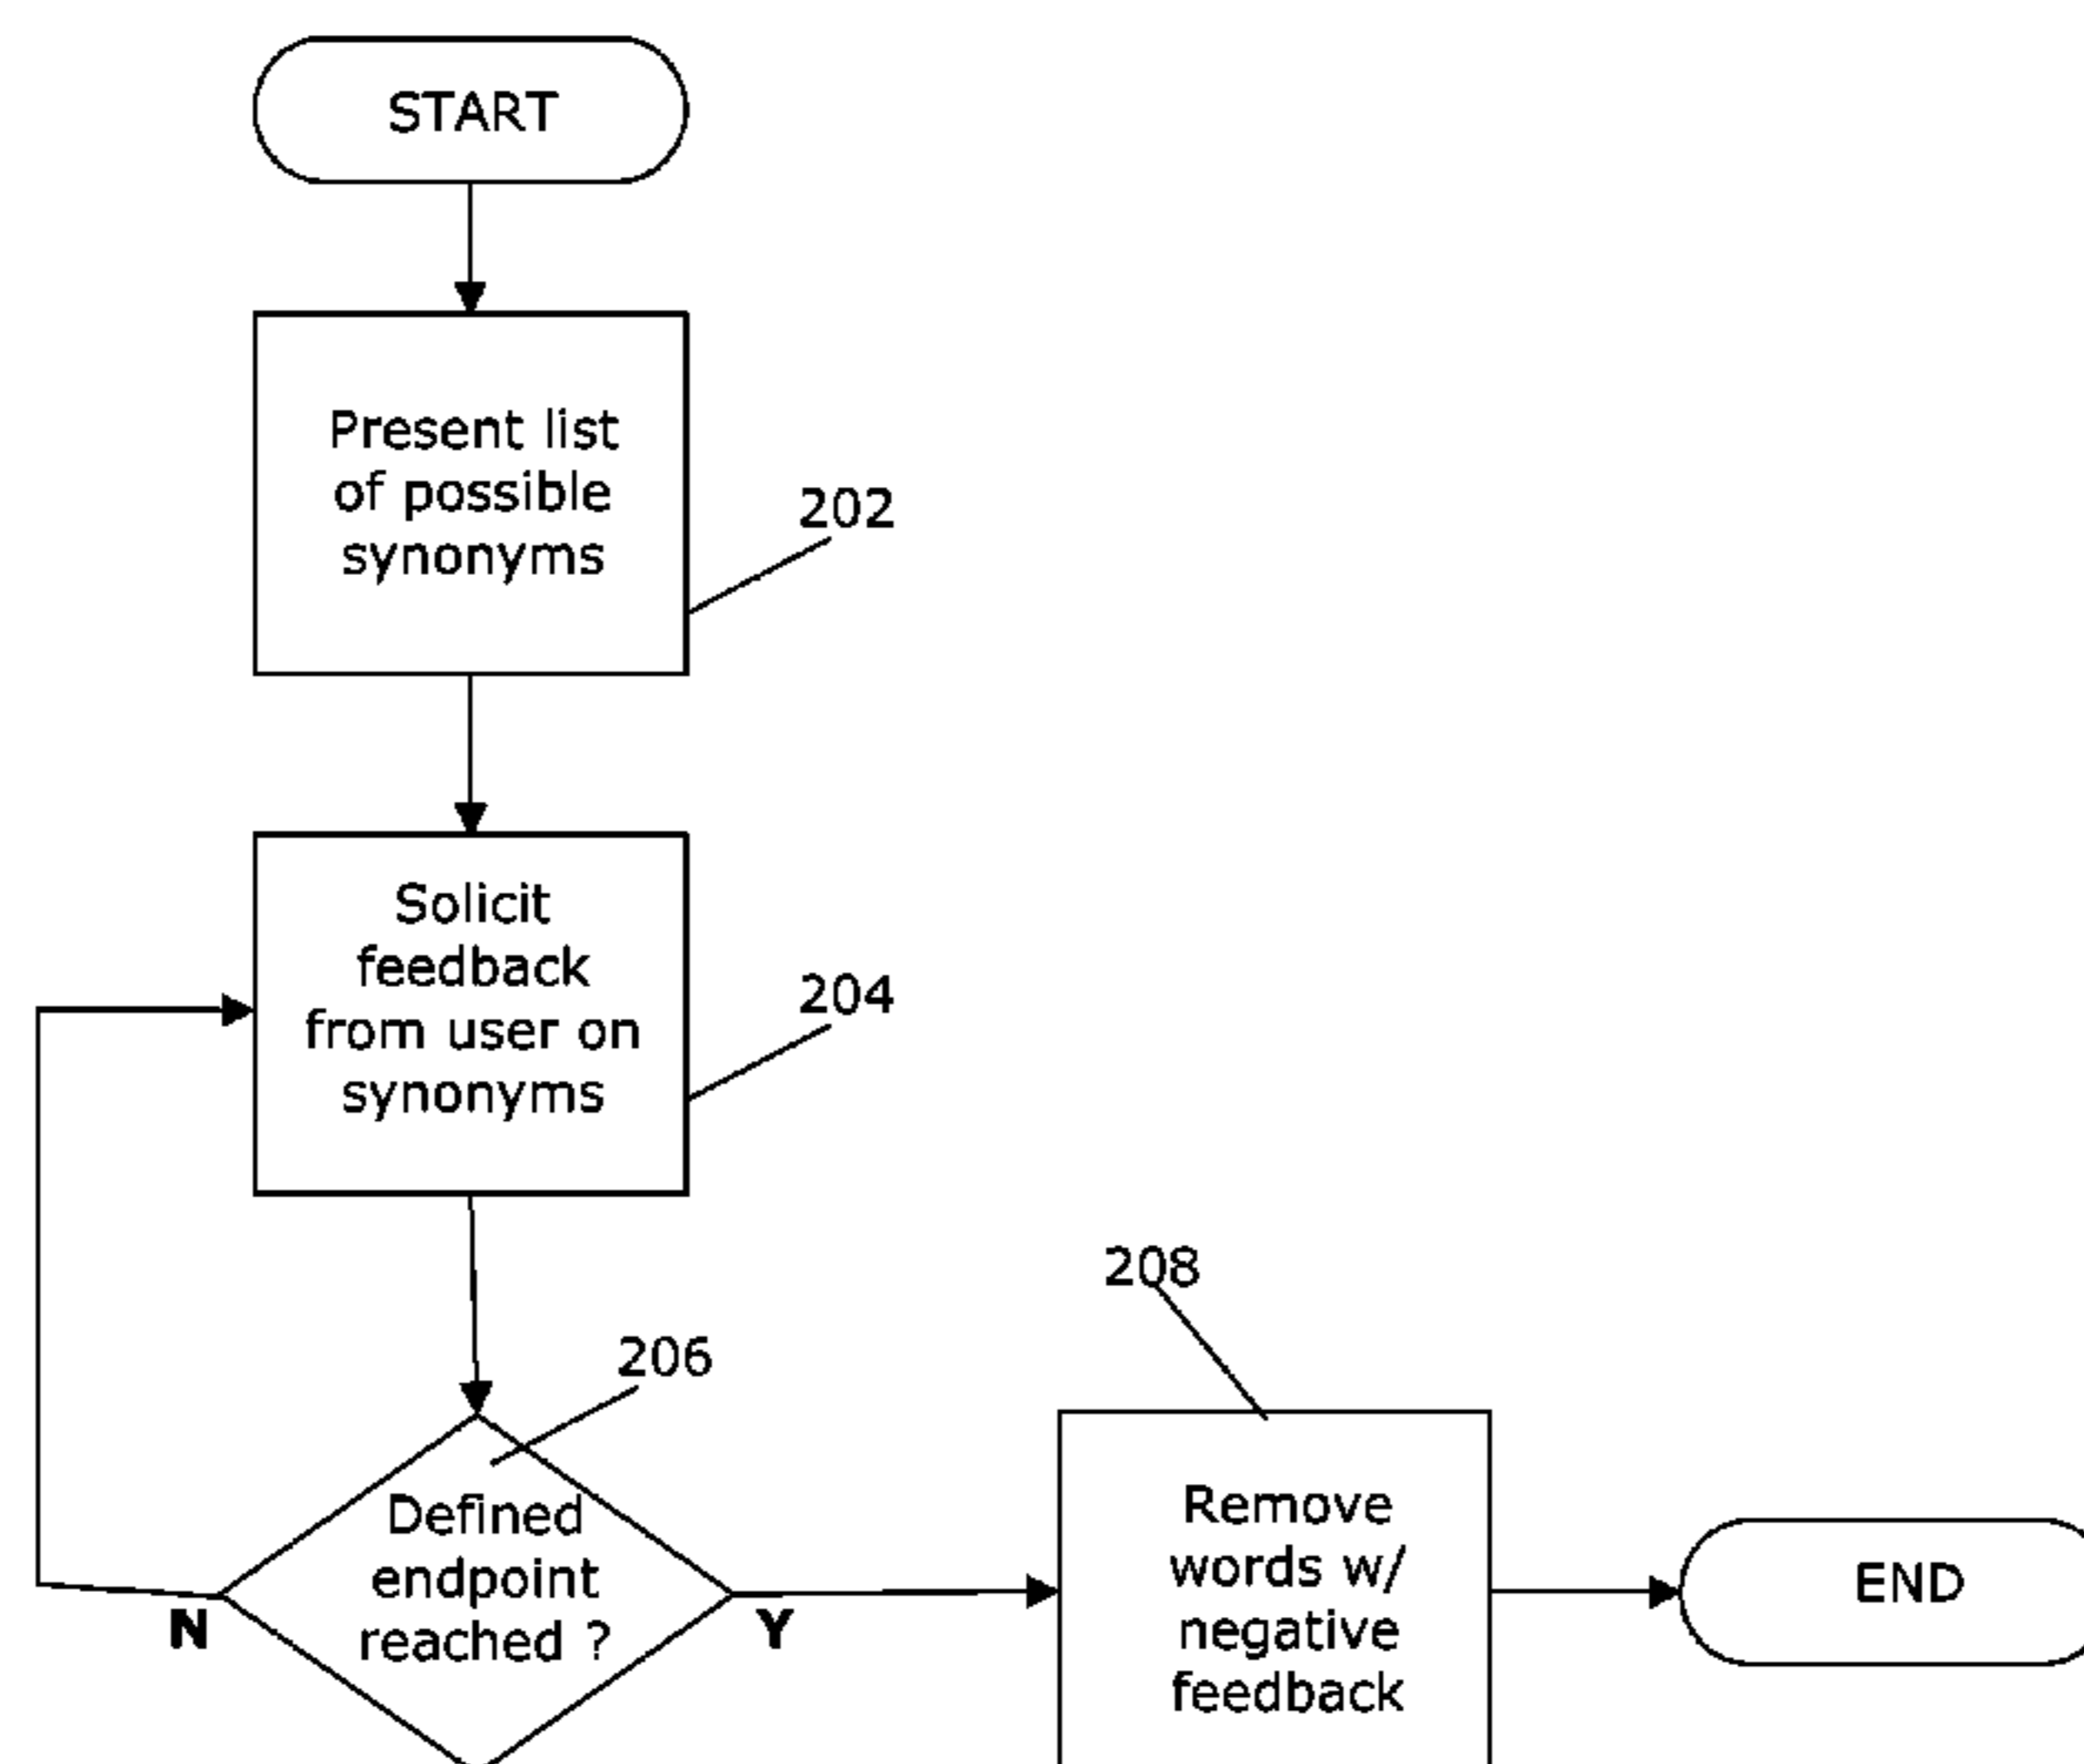 START
Present list
of possible
synonyms
202
Solicit
feedback
from user on
synonyms
204
206
Defined
endpoint
reached ?
N
Y
208
Remove
words w/
negative
feedback
END